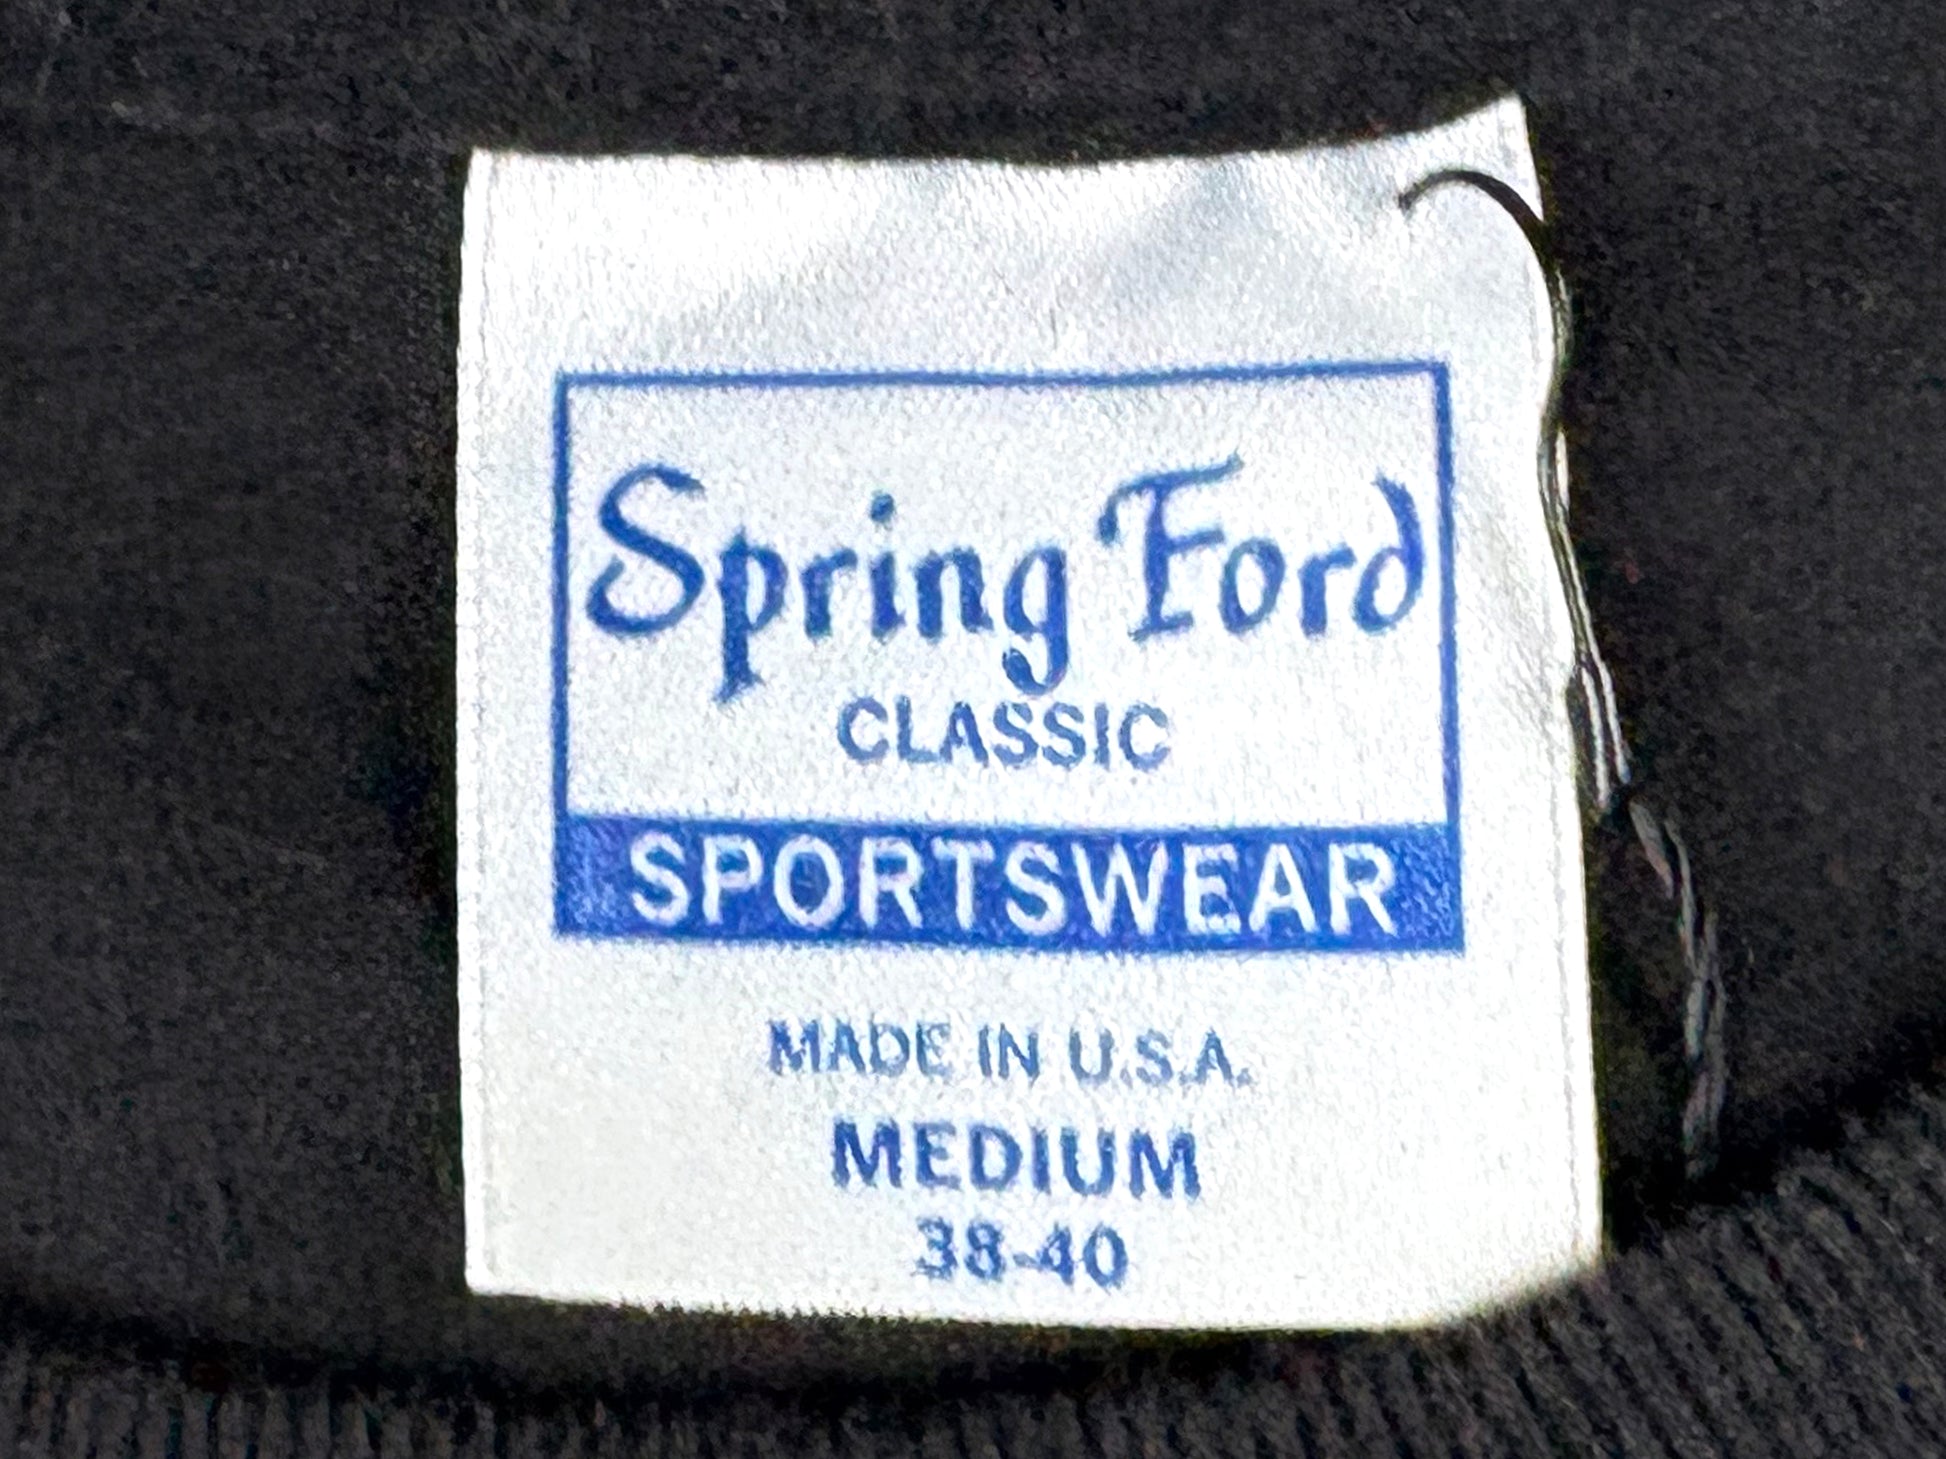 Spring Ford
CLASSIC
SPORTSWEAR
MADE IN U.S.A.
MEDIUM
38-40